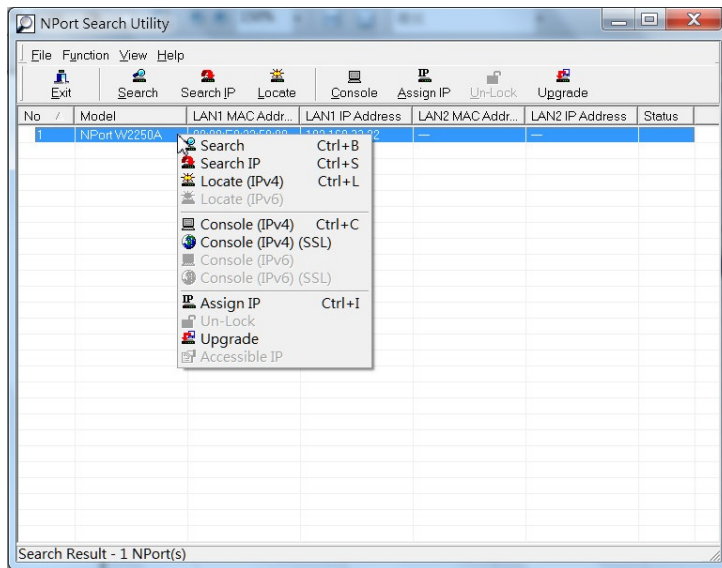 NPort Search Utility
File Function View Help
Exit Search Search IP Locate Console Assign IP Un-Lock Upgrade
No / Model LAN1 MAC Addr... LAN1 IP Address LAN2 MAC Addr... LAN2 IP Address Status
1 NPort W2250A — —
Search Ctrl+B
Search IP Ctrl+S
Locate (IPv4) Ctrl+L
Locate (IPv6)
Console (IPv4) Ctrl+C
Console (IPv4) (SSL)
Console (IPv6)
Console (IPv6) (SSL)
Assign IP Ctrl+I
Un-Lock
Upgrade
Accessible IP
Search Result - 1 NPort(s)